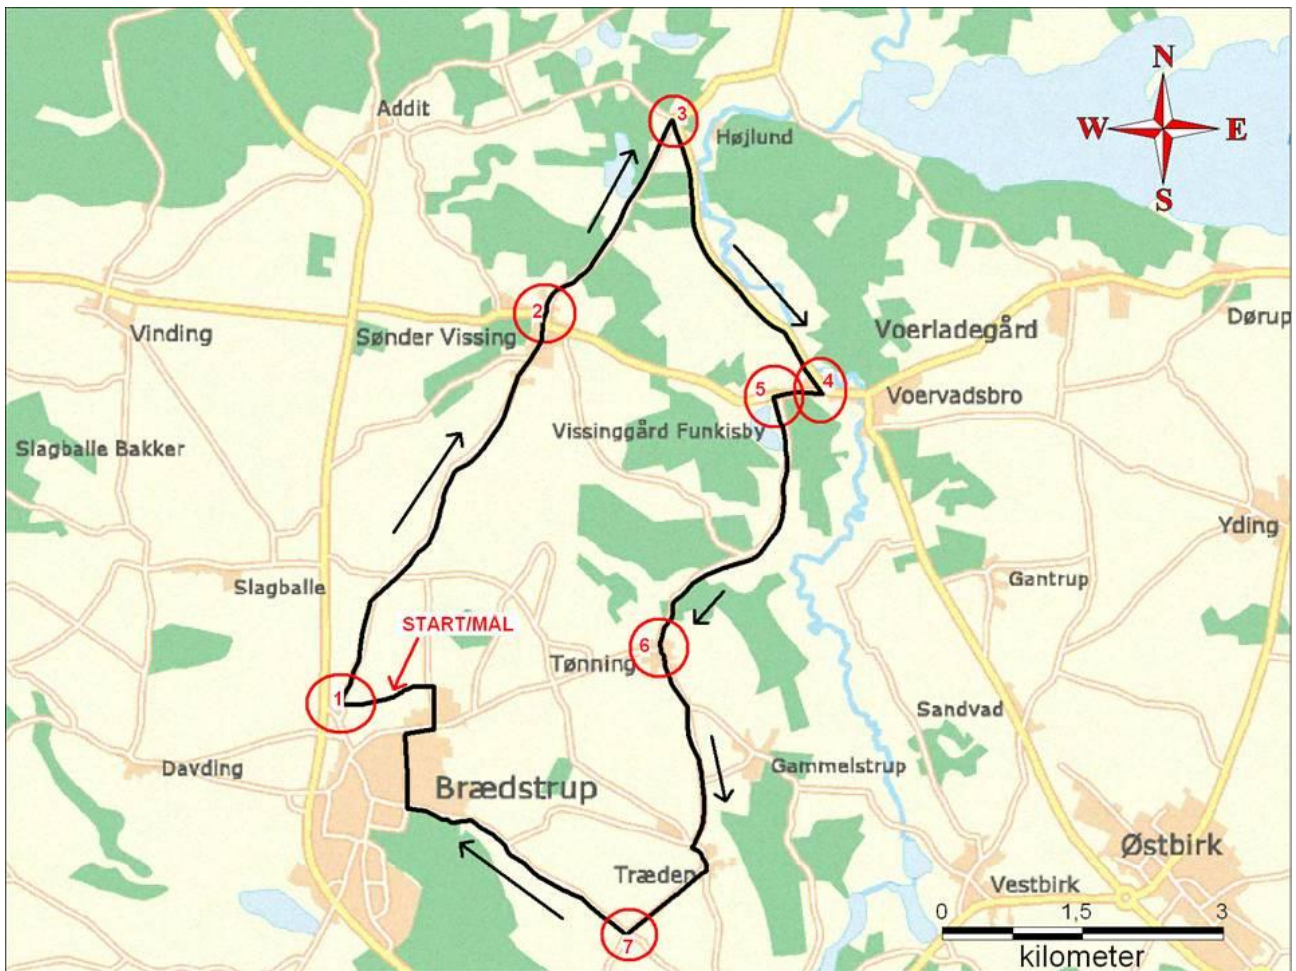 N
W E
S
3
Addit
Højlund
2
Vinding
Sønder Vissing
Voerladegård
Dørup
5
4
Voervadsbro
Slagballe Bakker
Vissinggård Funkisby
Yding
Slagballe
Gantrup
START/MÅL
6
Tønning
1
Sandvad
Davding
Gammelstrup
Brædstrup
Østbirk
Træden
Vestbirk
7
0 1,5 3
kilometer